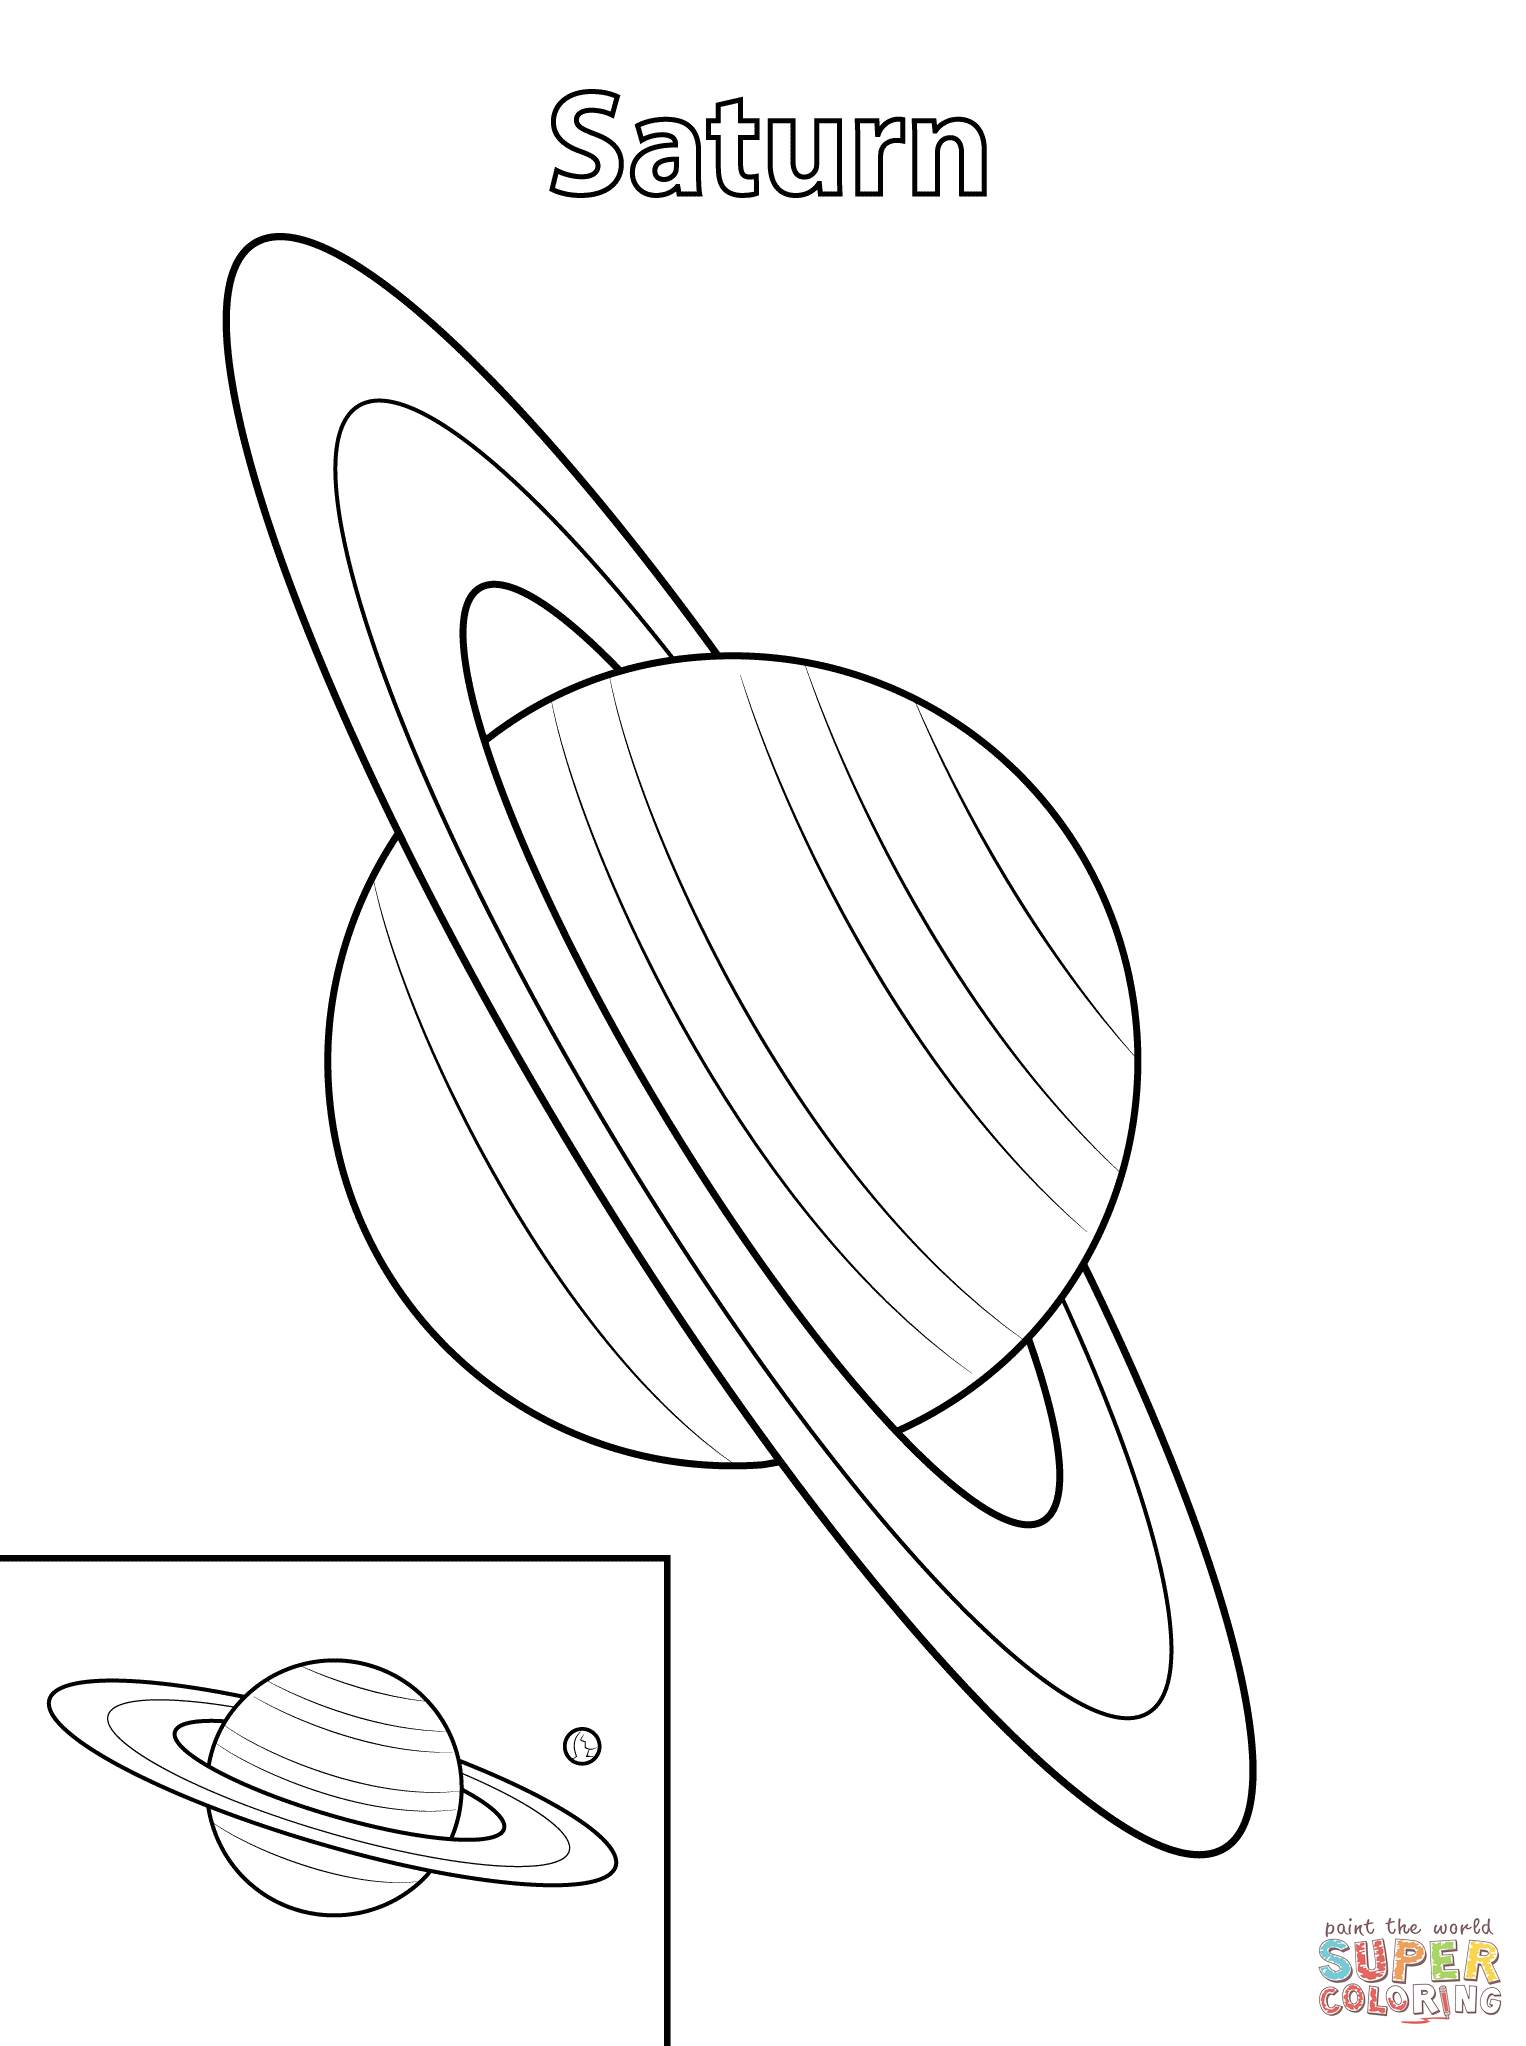 Saturn
paint the world
SUPER
COLORING